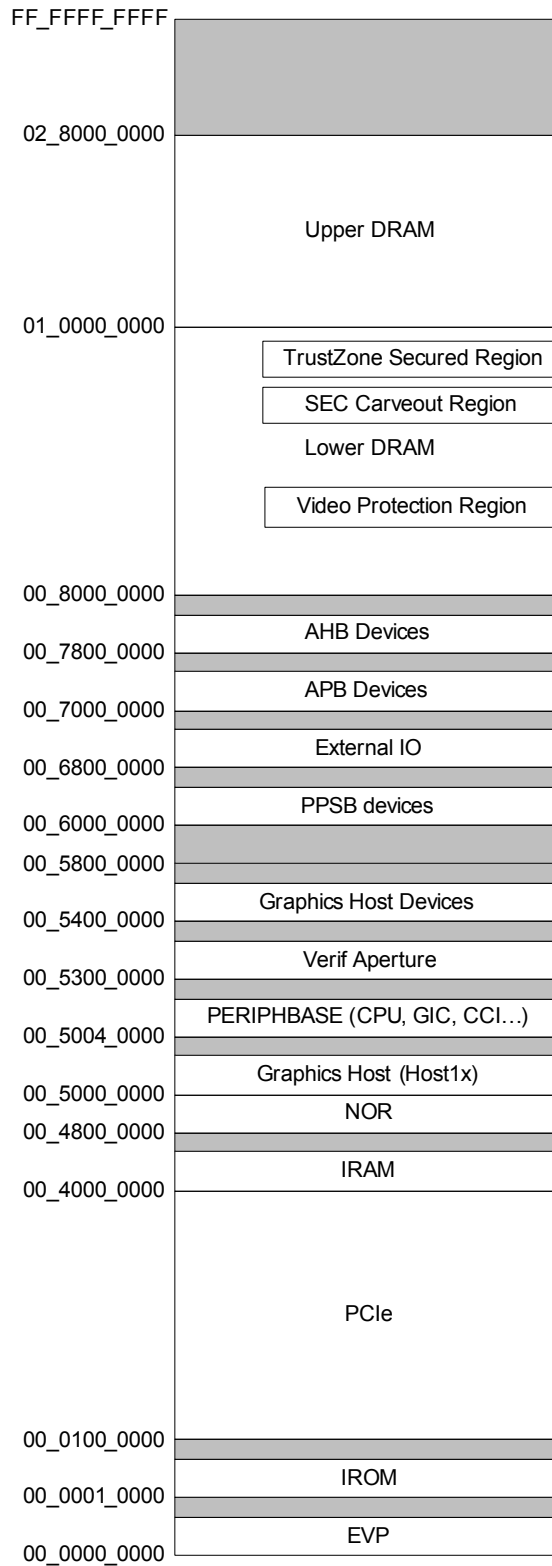 FF_FFFF_FFFF
02_8000_0000
Upper DRAM
01_0000_0000
TrustZone Secured Region
SEC Carveout Region
Lower DRAM
Video Protection Region
00_8000_0000
AHB Devices
00_7800_0000
APB Devices
00_7000_0000
External IO
00_6800_0000
PPSB devices
00_6000_0000
00_5800_0000
Graphics Host Devices
00_5400_0000
Verif Aperture
00_5300_0000
PERIPHBASE (CPU, GIC, CCI…)
00_5004_0000
Graphics Host (Host1x)
00_5000_0000
NOR
00_4800_0000
IRAM
00_4000_0000
PCIe
00_0100_0000
IROM
00_0001_0000
EVP
00_0000_0000